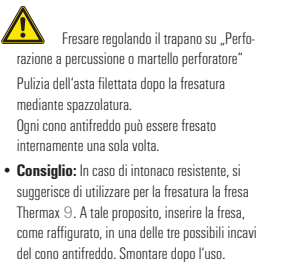 Fresare regolando il trapano su „Perfo-
razione a percussione o martello perforatore“
Pulizia dell‘asta filettata dopo la fresatura
mediante spazzolatura.
Ogni cono antifreddo può essere fresato
internamente una sola volta.
• Consiglio: In caso di intonaco resistente, si
suggerisce di utilizzare per la fresatura la fresa
Thermax 9. A tale proposito, inserire la fresa,
come raffigurato, in una delle tre possibili incavi
del cono antifreddo. Smontare dopo l‘uso.